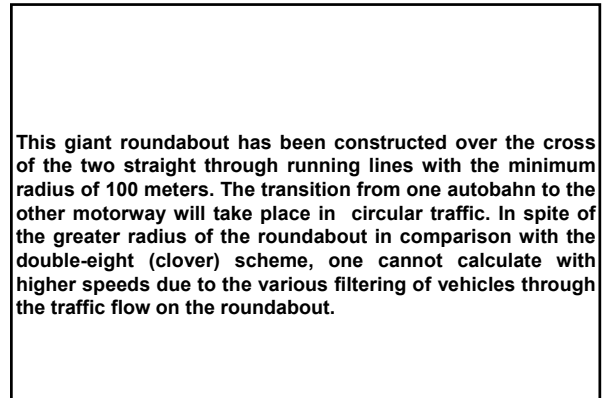 This giant roundabout has been constructed over the cross
of the two straight through running lines with the minimum
radius of 100 meters. The transition from one autobahn to the
other motorway will take place in circular traffic. In spite of
the greater radius of the roundabout in comparison with the
double-eight (clover) scheme, one cannot calculate with
higher speeds due to the various filtering of vehicles through
the traffic flow on the roundabout.